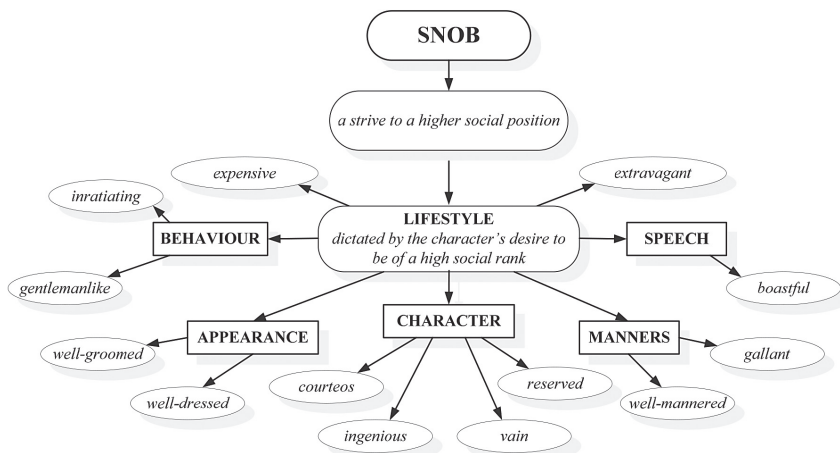 SNOB
a strive to a higher social position
expensive
extravagant
inratiating
LIFESTYLE
dictated by the character's desire to
be of a high social rank
BEHAVIOUR
SPEECH
gentlemanlike
boastful
APPEARANCE
CHARACTER
MANNERS
well-groomed
gallant
courteos
reserved
well-dressed
well-mannered
ingenious
vain